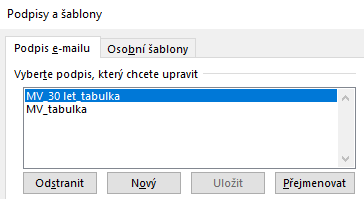 Podpisy a šablony
Podpis e-mailu Osobní šablony
Vyberte podpis, který chcete upravit
MV_30 let_tabulka
MV_tabulka
Odstranit Nový Uložit Přejmenovat